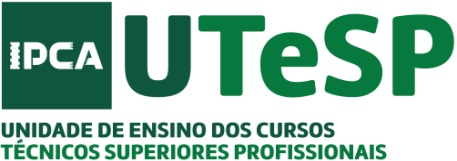 IPCA UTeSP
UNIDADE DE ENSINO DOS CURSOS
TÉCNICOS SUPERIORES PROFISSIONAIS